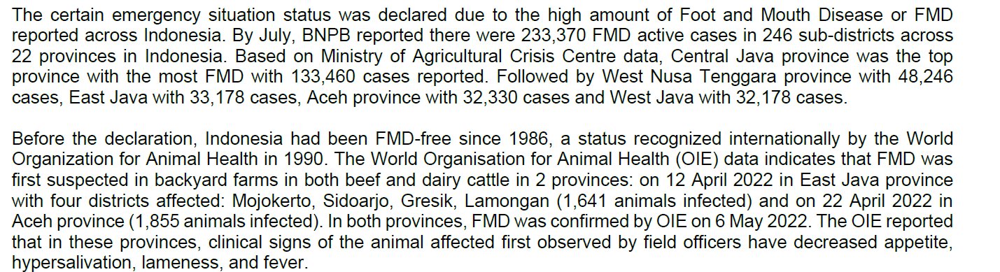 The certain emergency situation status was declared due to the high amount of Foot and Mouth Disease or FMD
reported across Indonesia. By July, BNPB reported there were 233,370 FMD active cases in 246 sub-districts across
22 provinces in Indonesia. Based on Ministry of Agricultural Crisis Centre data, Central Java province was the top
province with the most FMD with 133,460 cases reported. Followed by West Nusa Tenggara province with 48,246
cases, East Java with 33,178 cases, Aceh province with 32,330 cases and West Java with 32,178 cases.
Before the declaration, Indonesia had been FMD-free since 1986, a status recognized internationally by the World
Organization for Animal Health in 1990. The World Organisation for Animal Health (OIE) data indicates that FMD was
first suspected in backyard farms in both beef and dairy cattle in 2 provinces: on 12 April 2022 in East Java province
with four districts affected: Mojokerto, Sidoarjo, Gresik, Lamongan (1,641 animals infected) and on 22 April 2022 in
Aceh province (1,855 animals infected). In both provinces, FMD was confirmed by OIE on 6 May 2022. The OIE reported
that in these provinces, clinical signs of the animal affected first observed by field officers have decreased appetite,
hypersalivation, lameness, and fever.